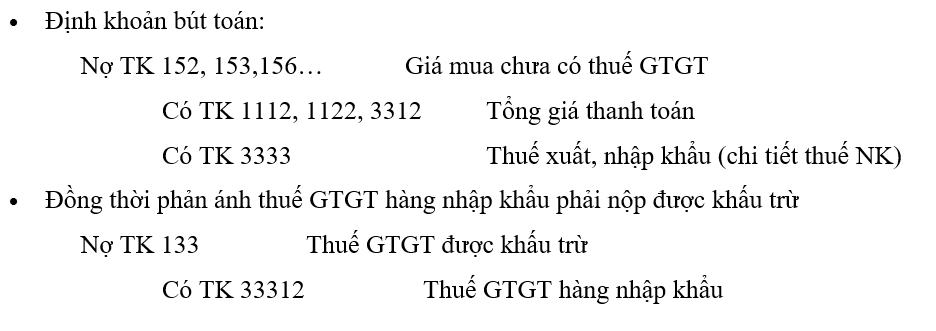 • Định khoản bút toán:
Nợ TK 152, 153,156… Giá mua chưa có thuế GTGT
Có TK 1112, 1122, 3312 Tổng giá thanh toán
Có TK 3333 Thuế xuất, nhập khẩu (chi tiết thuế NK)
• Đồng thời phản ánh thuế GTGT hàng nhập khẩu phải nộp được khấu trừ
Nợ TK 133 Thuế GTGT được khấu trừ
Có TK 33312 Thuế GTGT hàng nhập khẩu